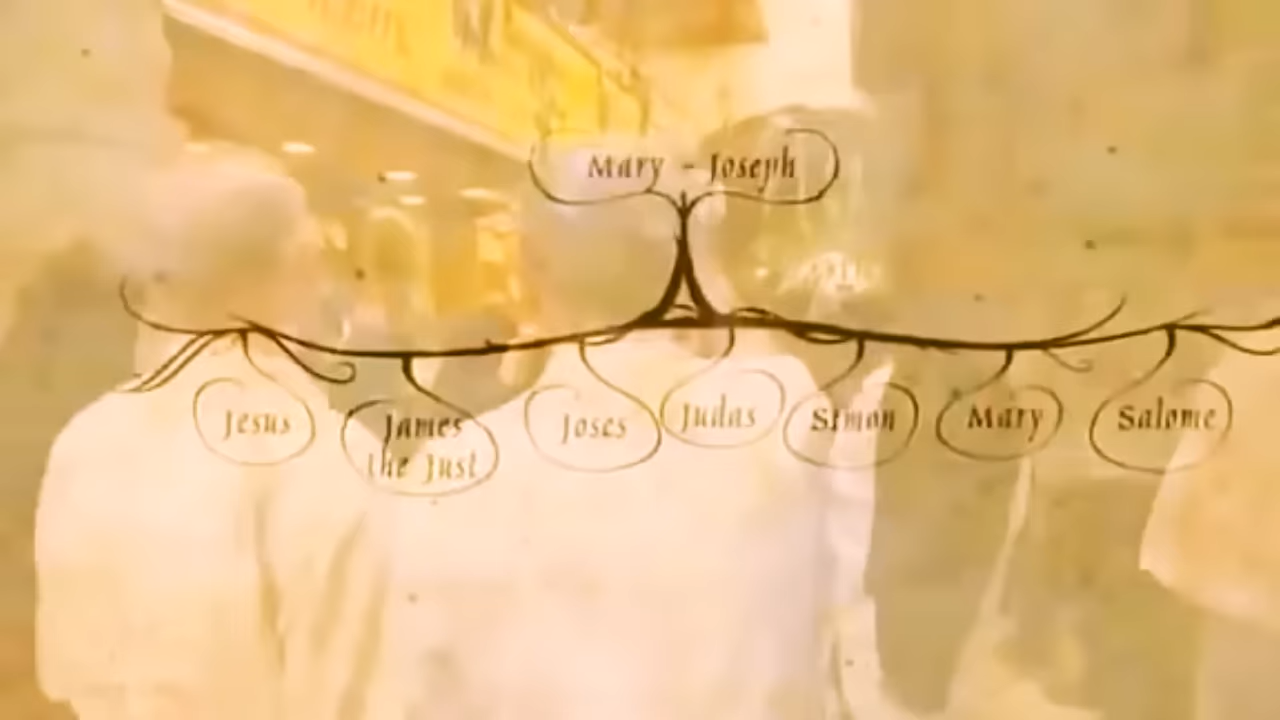 Mary - Joseph
Jesus
James
the Just
Joses
Judas
Simon
Mary
Salome